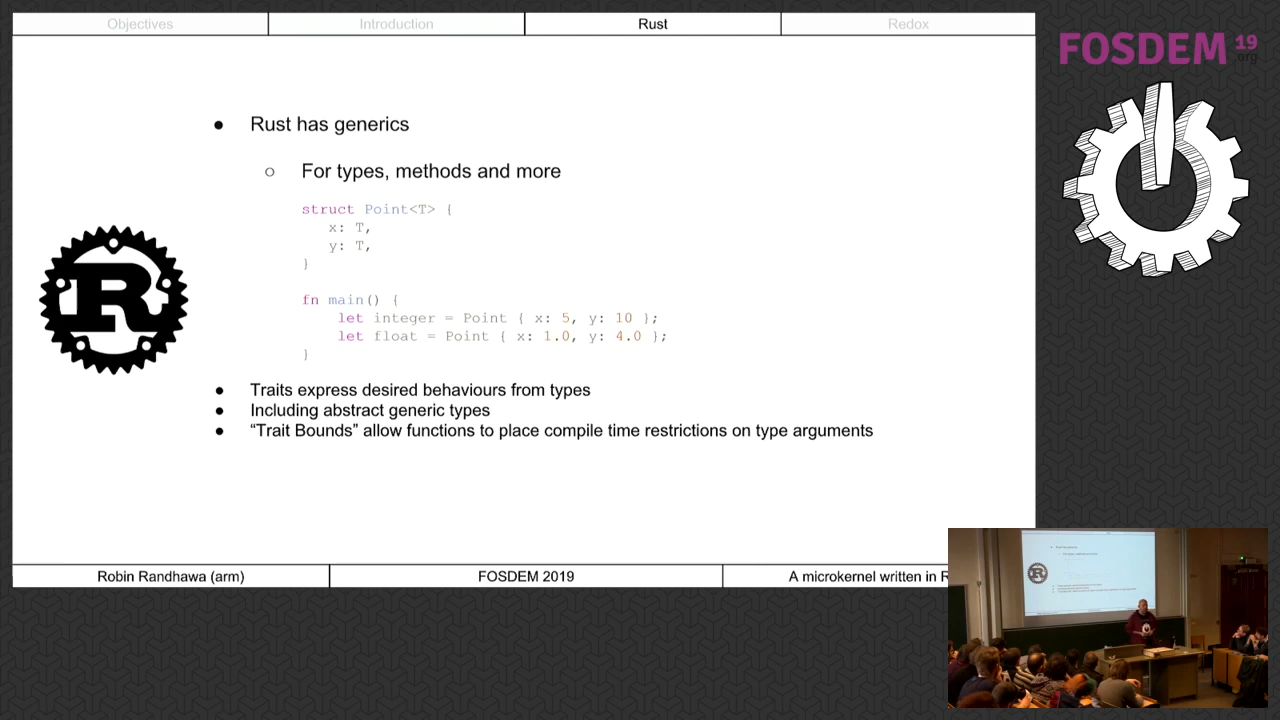 Objectives
Introduction
Rust
Redox
FOSDEM 19
.org
● Rust has generics
○ For types, methods and more
struct Point<T> {
x: T,
y: T,
}
fn main() {
let integer = Point { x: 5, y: 10 };
let float = Point { x: 1.0, y: 4.0 };
}
R
● Traits express desired behaviours from types
● Including abstract generic types
● “Trait Bounds” allow functions to place compile time restrictions on type arguments
Robin Randhawa (arm)
FOSDEM 2019
A microkernel written in R